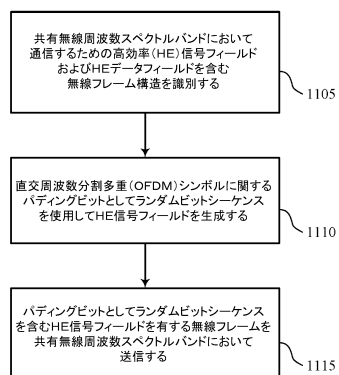 共有無線周波数スペクトルバンドにおいて
通信するための高効率（HE）信号フィールド
およびHEデータフィールドを含む
無線フレーム構造を識別する
1105
直交周波数分割多重（OFDM）シンボルに関する
パディングビットとしてランダムビットシーケンス
を使用してHE信号フィールドを生成する
1110
パディングビットとしてランダムビットシーケンス
を含むHE信号フィールドを有する無線フレームを
共有無線周波数スペクトルバンドにおいて
送信する
1115